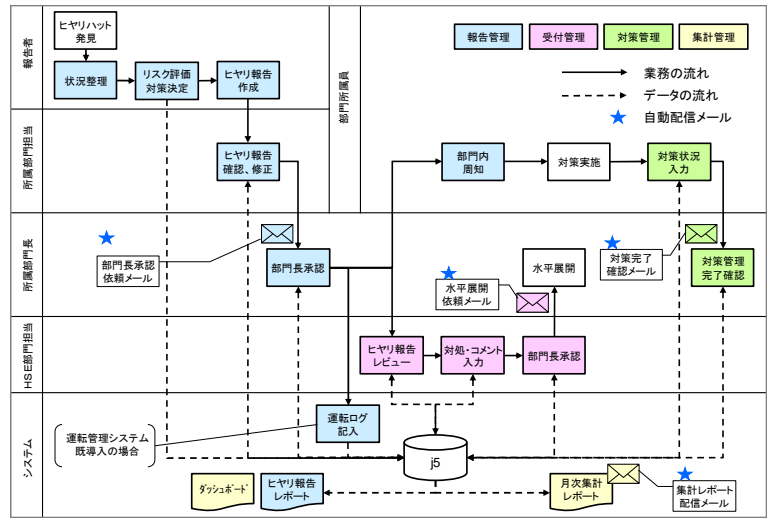 報告者
ヒヤリハット
発見
状況整理
リスク評価
対策決定
ヒヤリ報告
作成
部門所属員
報告管理
受付管理
対策管理
集計管理
業務の流れ
データの流れ
自動配信メール
所属部門担当
ヒヤリ報告
確認、修正
部門内
周知
対策実施
対策状況
入力
所属部門長
部門長承認
依頼メール
部門長承認
水平展開
依頼メール
水平展開
対策完了
確認メール
対策管理
完了確認
HSE部門担当
ヒヤリ報告
レビュー
対処・コメント
入力
部門長承認
システム
運転管理システム
既導入の場合
運転ログ
記入
j5
ダッシュボード
ヒヤリ報告
レポート
月次集計
レポート
集計レポート
配信メール